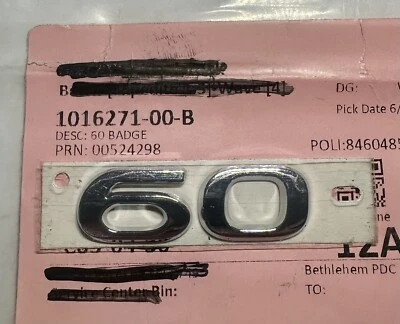 Wave [4]
DG:
1016271-00-B
Pick Date 6/
DESC: 60 BADGE
PRN: 00524298
POLI:8460485
60
12A
Bethlehem PDC
Service Center Bin:
TO: